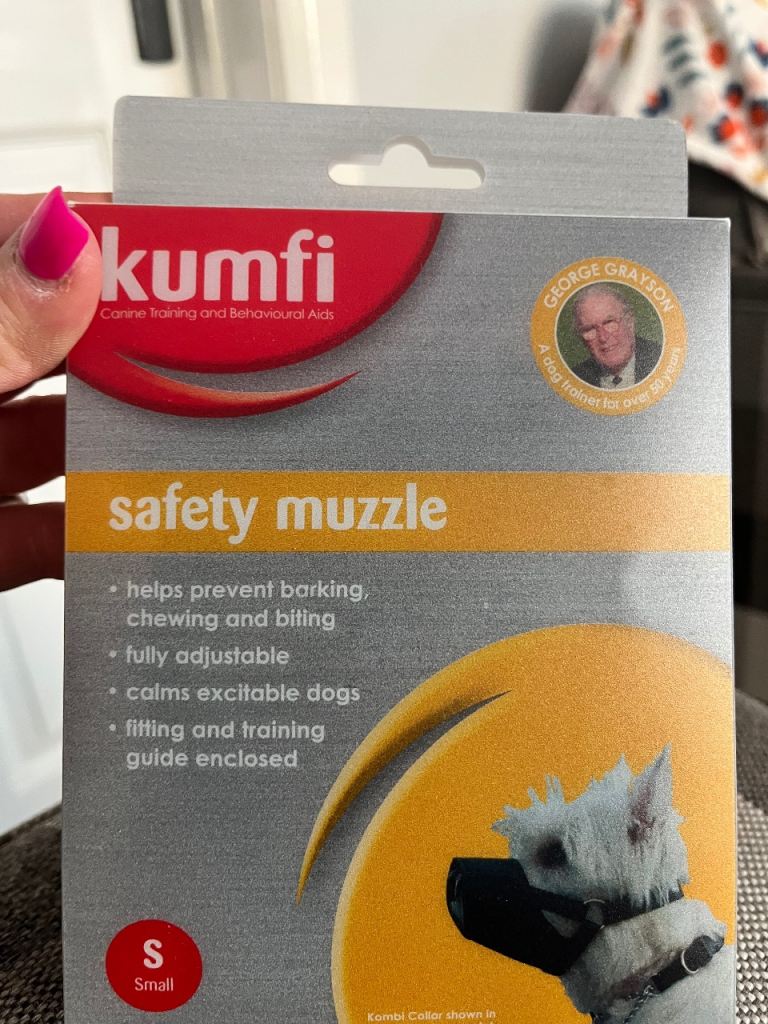 kumfi
Canine Training and Behavioural Aids
GEORGE GRAYSON
A dog trainer for over 50 years
safety muzzle
• helps prevent barking,
chewing and biting
• fully adjustable
• calms excitable dogs
• fitting and training
guide enclosed
S
Small
Kombi Collar shown in